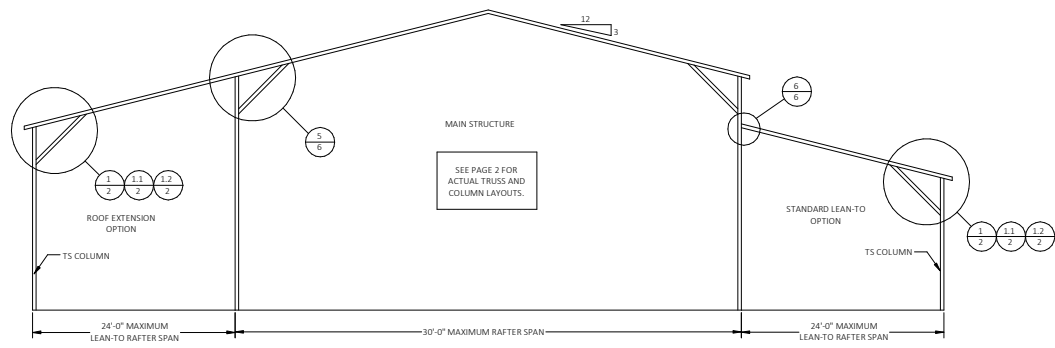 12
3
6
6
5
6
MAIN STRUCTURE
SEE PAGE 2 FOR
ACTUAL TRUSS AND
COLUMN LAYOUTS.
1
2
1.1
2
1.2
2
ROOF EXTENSION
OPTION
STANDARD LEAN-TO
OPTION
1
2
1.1
2
1.2
2
TS COLUMN
TS COLUMN
24'-0" MAXIMUM
LEAN-TO RAFTER SPAN
30'-0" MAXIMUM RAFTER SPAN
24'-0" MAXIMUM
LEAN-TO RAFTER SPAN